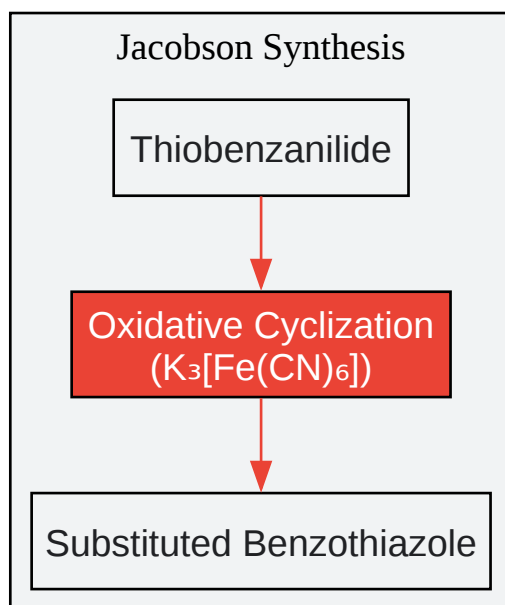 Jacobson Synthesis
Thiobenzanilide
Oxidative Cyclization
(K₃[Fe(CN)₆])
Substituted Benzothiazole